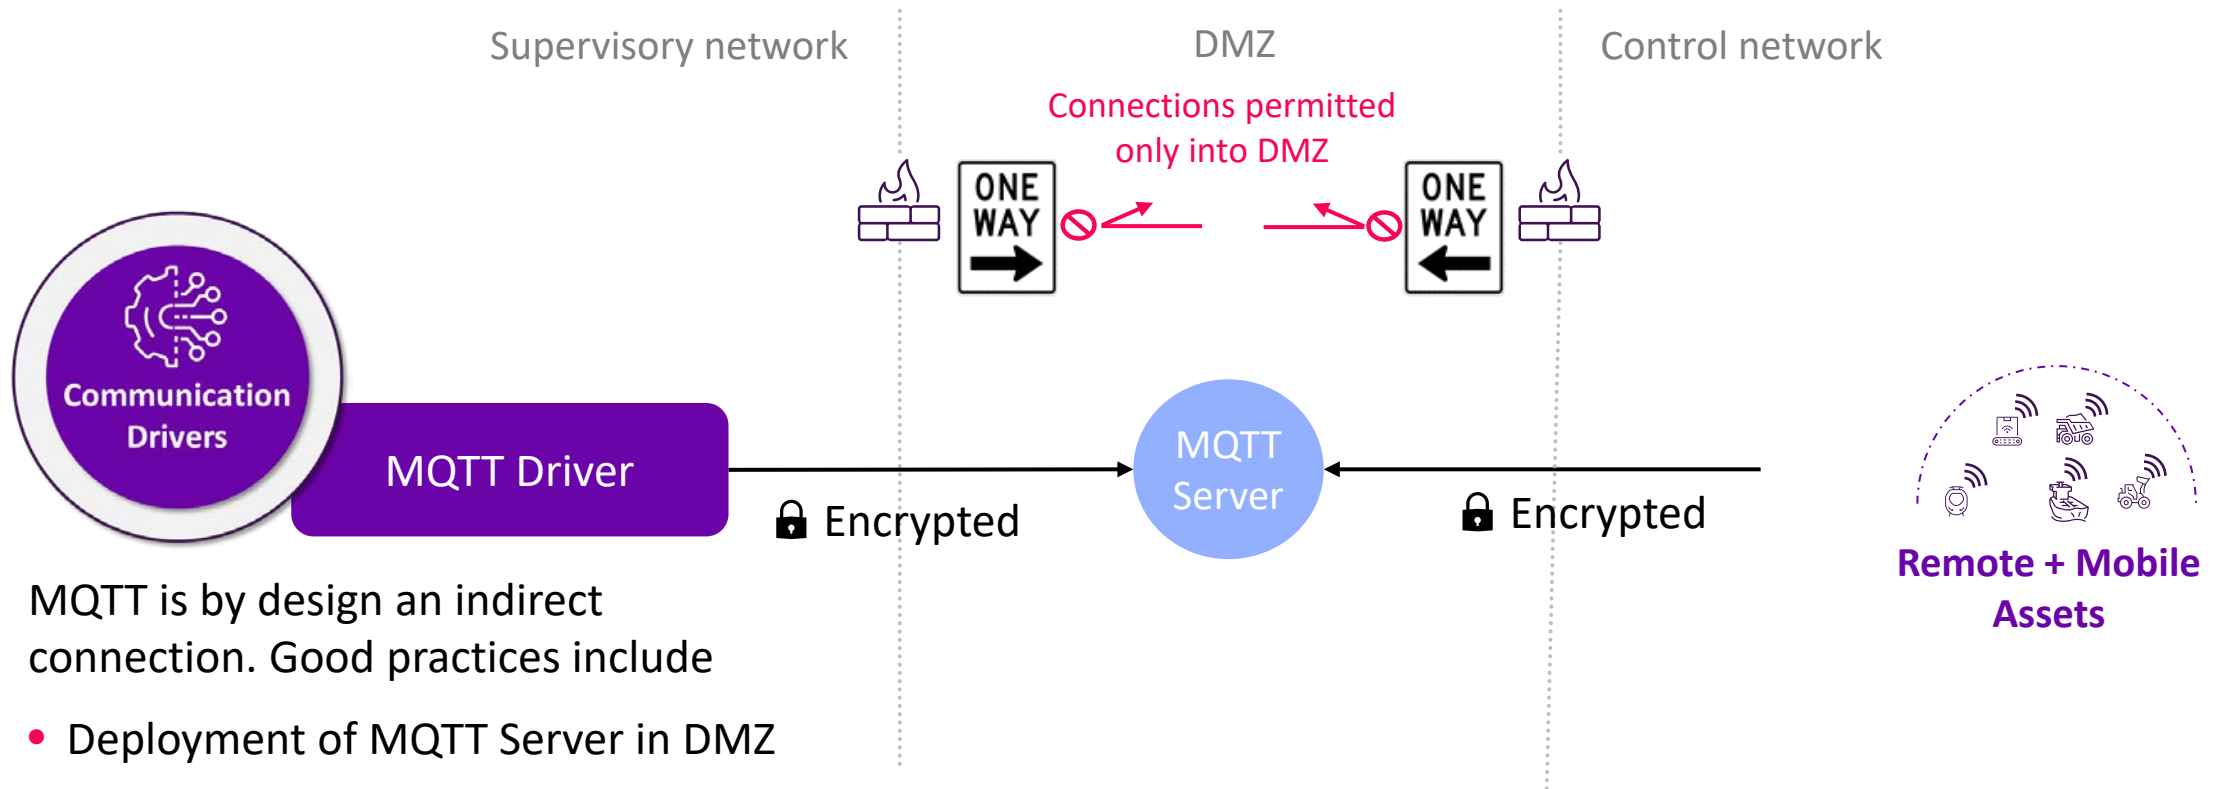 Supervisory network
DMZ
Control network
Connections permitted
only into DMZ
ONE
WAY
ONE
WAY
Communication
Drivers
MQTT Driver
MQTT
Server
Encrypted
Encrypted
Remote + Mobile
Assets
MQTT is by design an indirect
connection. Good practices include
• Deployment of MQTT Server in DMZ